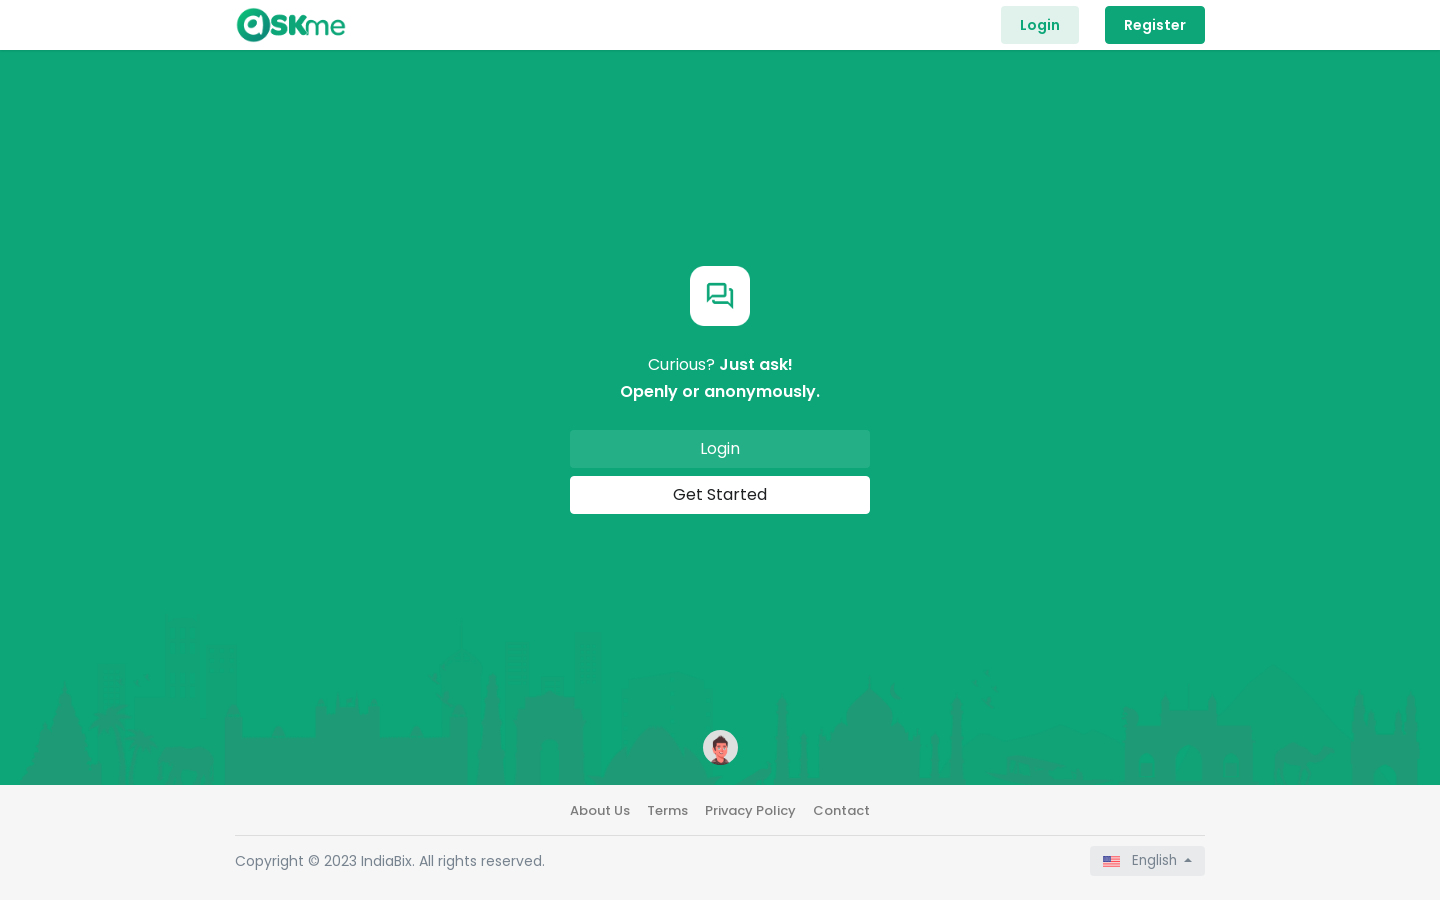 askme
Login
Register
Curious? Just ask!
Openly or anonymously.
Login
Get Started
About Us
Terms
Privacy Policy
Contact
Copyright © 2023 IndiaBix. All rights reserved.
English